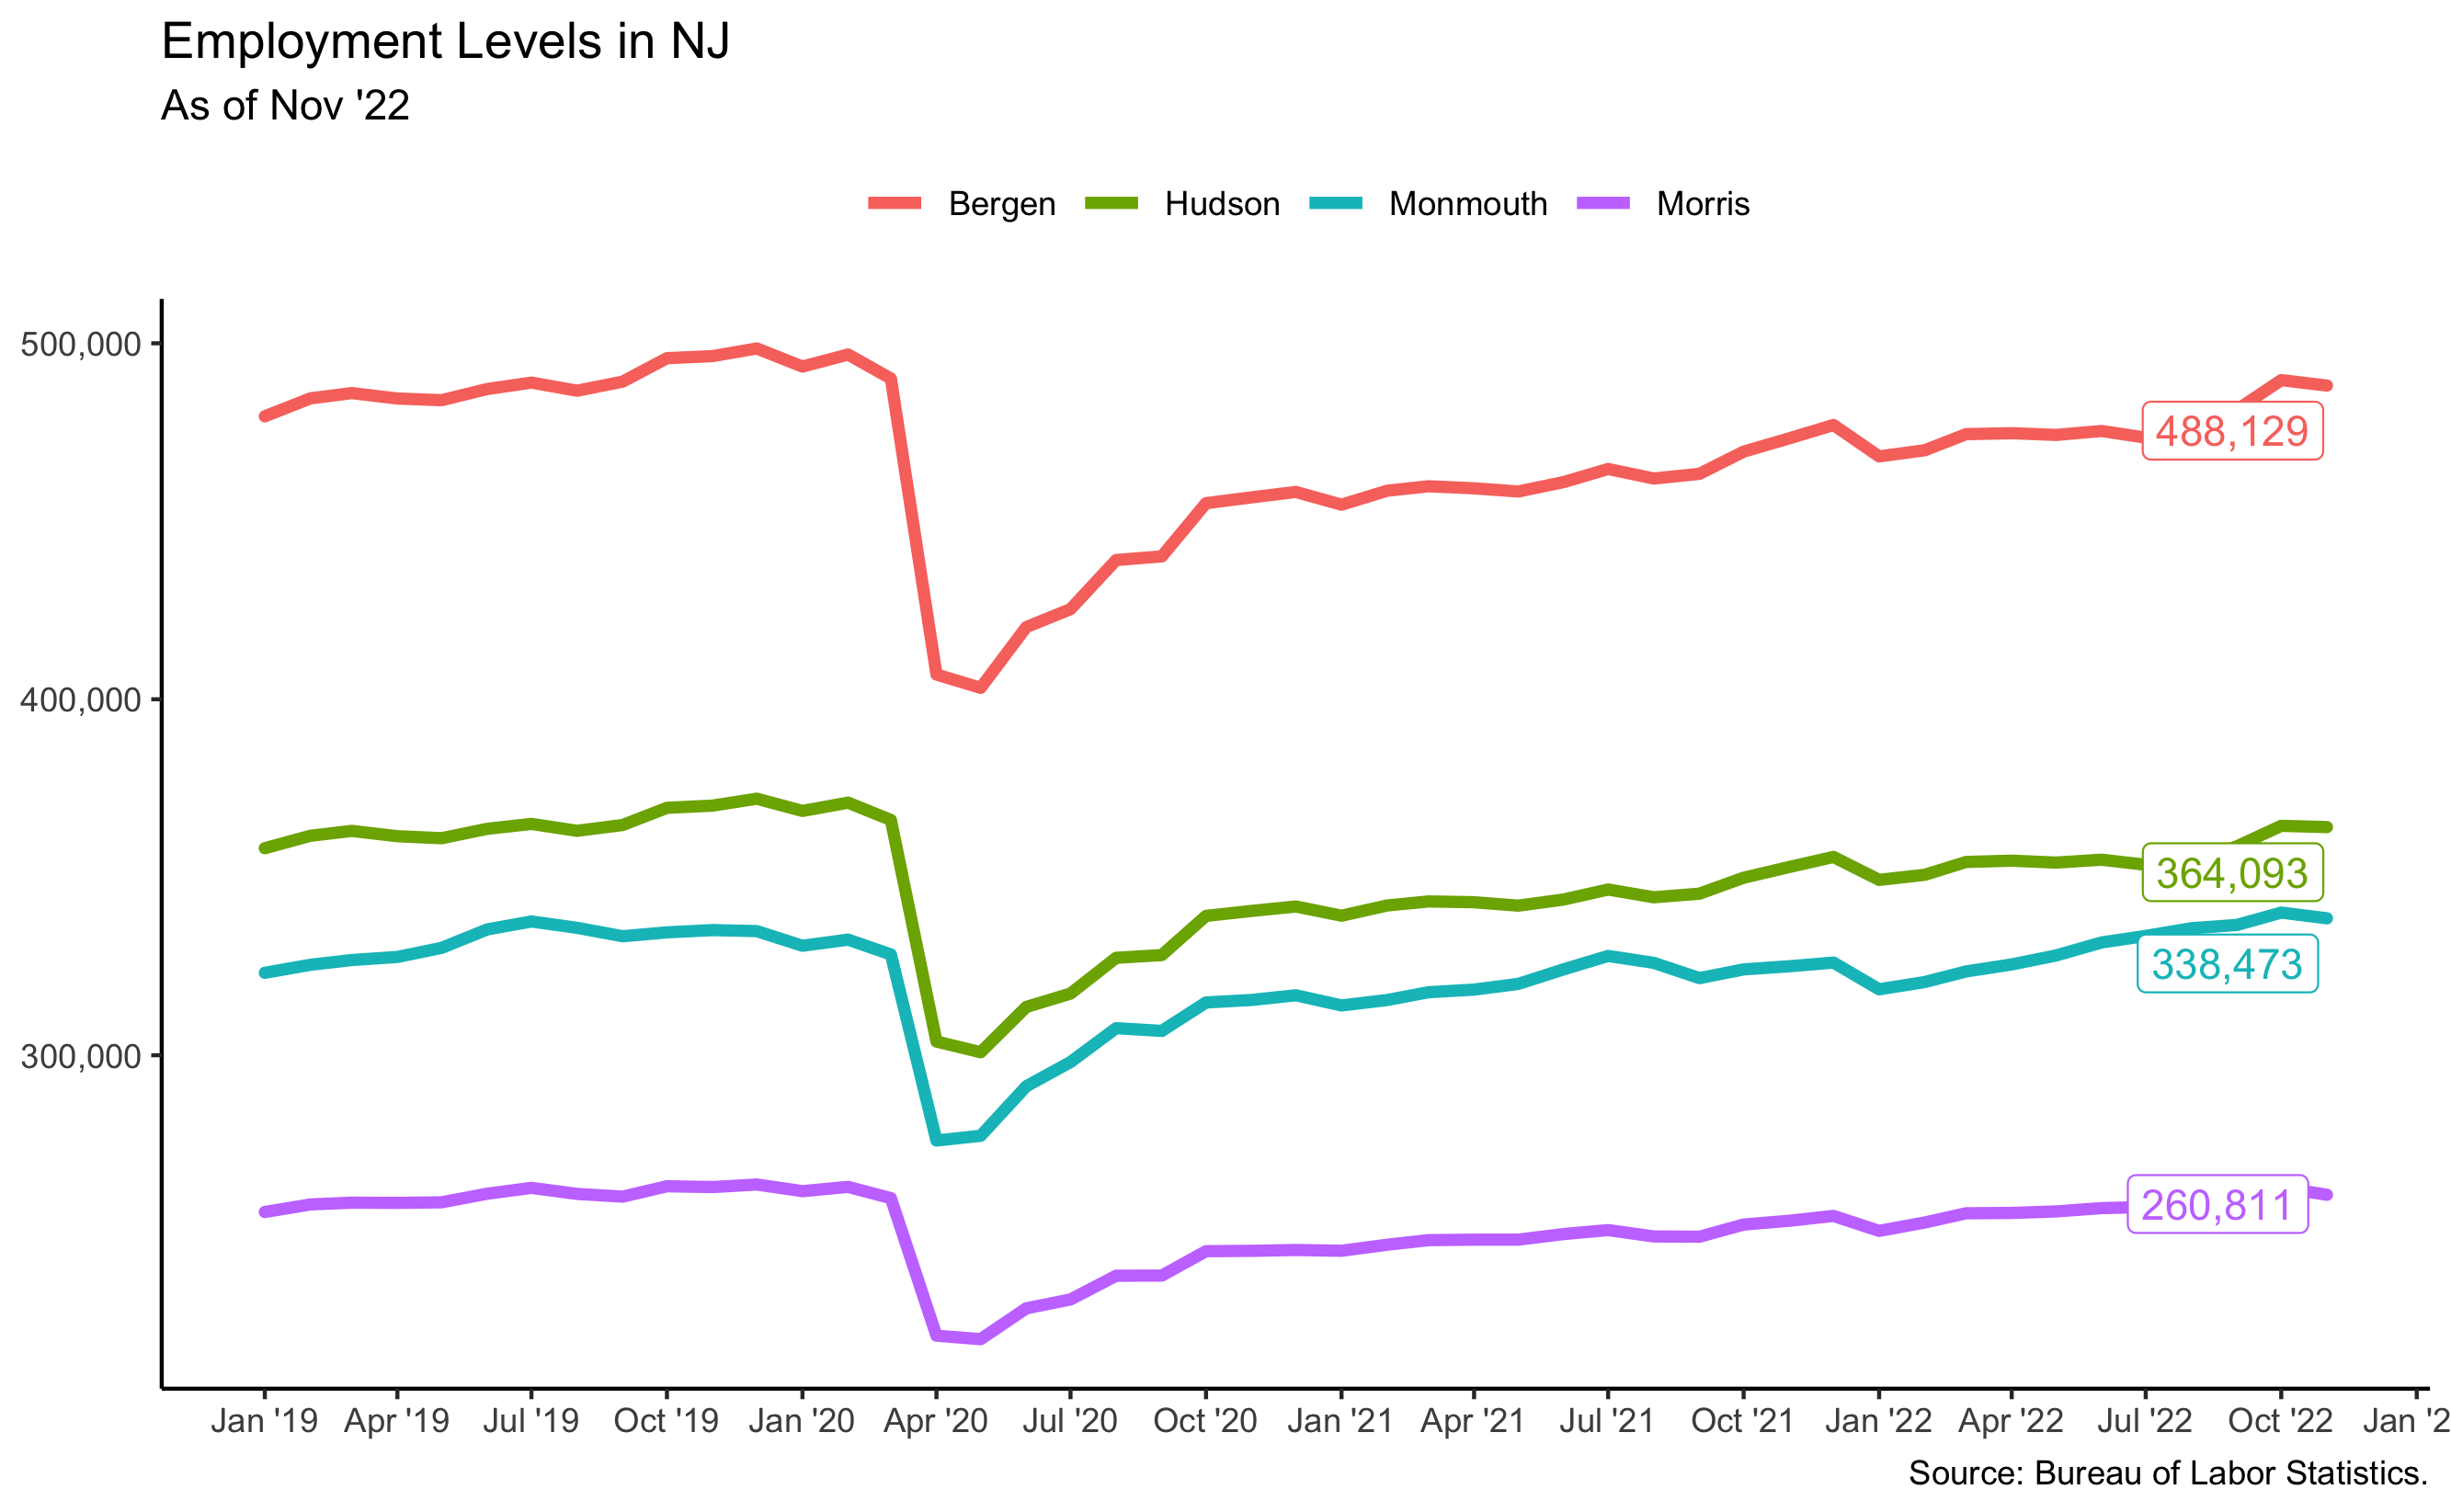 Employment Levels in NJ
As of Nov '22
Bergen Hudson Monmouth Morris
500,000
400,000
300,000
488,129
364,093
338,473
260,811
Jan '19 Apr '19 Jul '19 Oct '19 Jan '20 Apr '20 Jul '20 Oct '20 Jan '21 Apr '21 Jul '21 Oct '21 Jan '22 Apr '22 Jul '22 Oct '22 Jan '2
Source: Bureau of Labor Statistics.